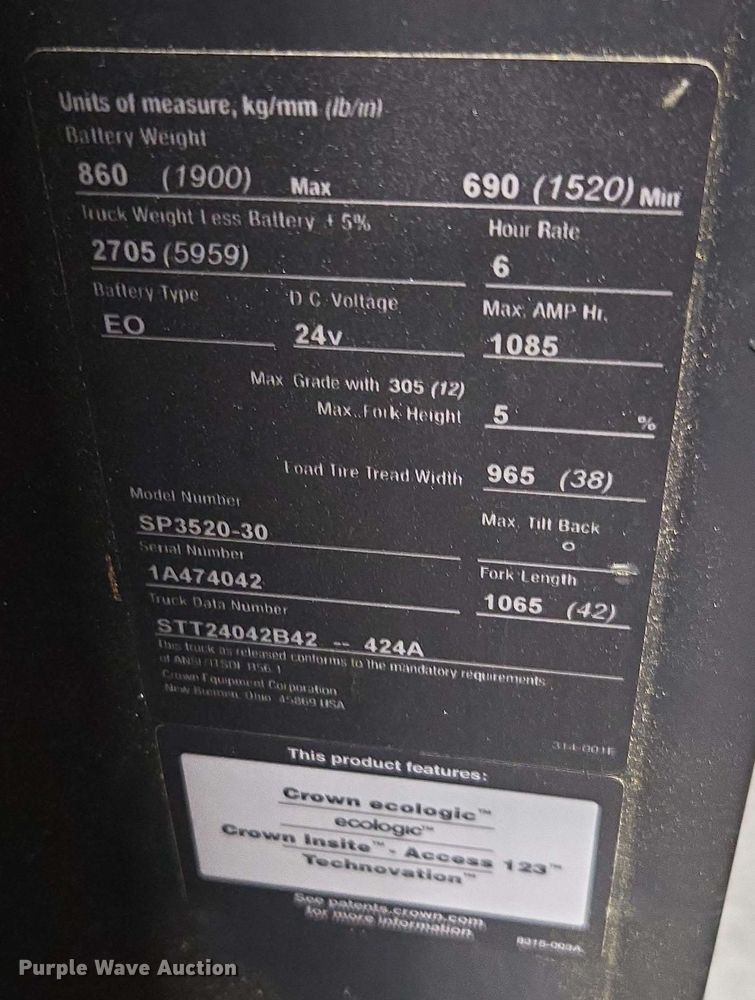 Units of measure, kg/mm (lb/in)
Battery Weight
860 (1900) Max 690 (1520) Min
Truck Weight Less Battery ± 5% Hour Rate
2705 (5959) 6
Battery Type D.C. Voltage Max. AMP Hr.
EO 24v 1085
Max Grade with 305 (12)
Max. Fork Height 5 %
Load Tire Tread Width 965 (38)
Model Number Max. Tilt Back
SP3520-30 °
Serial Number Fork Length
1A474042 1065 (42)
Truck Data Number
STT24042B42 -- 424A
This truck as released conforms to the mandatory requirements
of ANSI / ITSDF B56.1
Crown Equipment Corporation
New Bremen, Ohio 45869 USA
314-001E
This product features:
Crown ecologic™
ecologic™
Crown Insite™ - Access 123™
Technovation™
See patents.crown.com
for more information
Purple Wave Auction